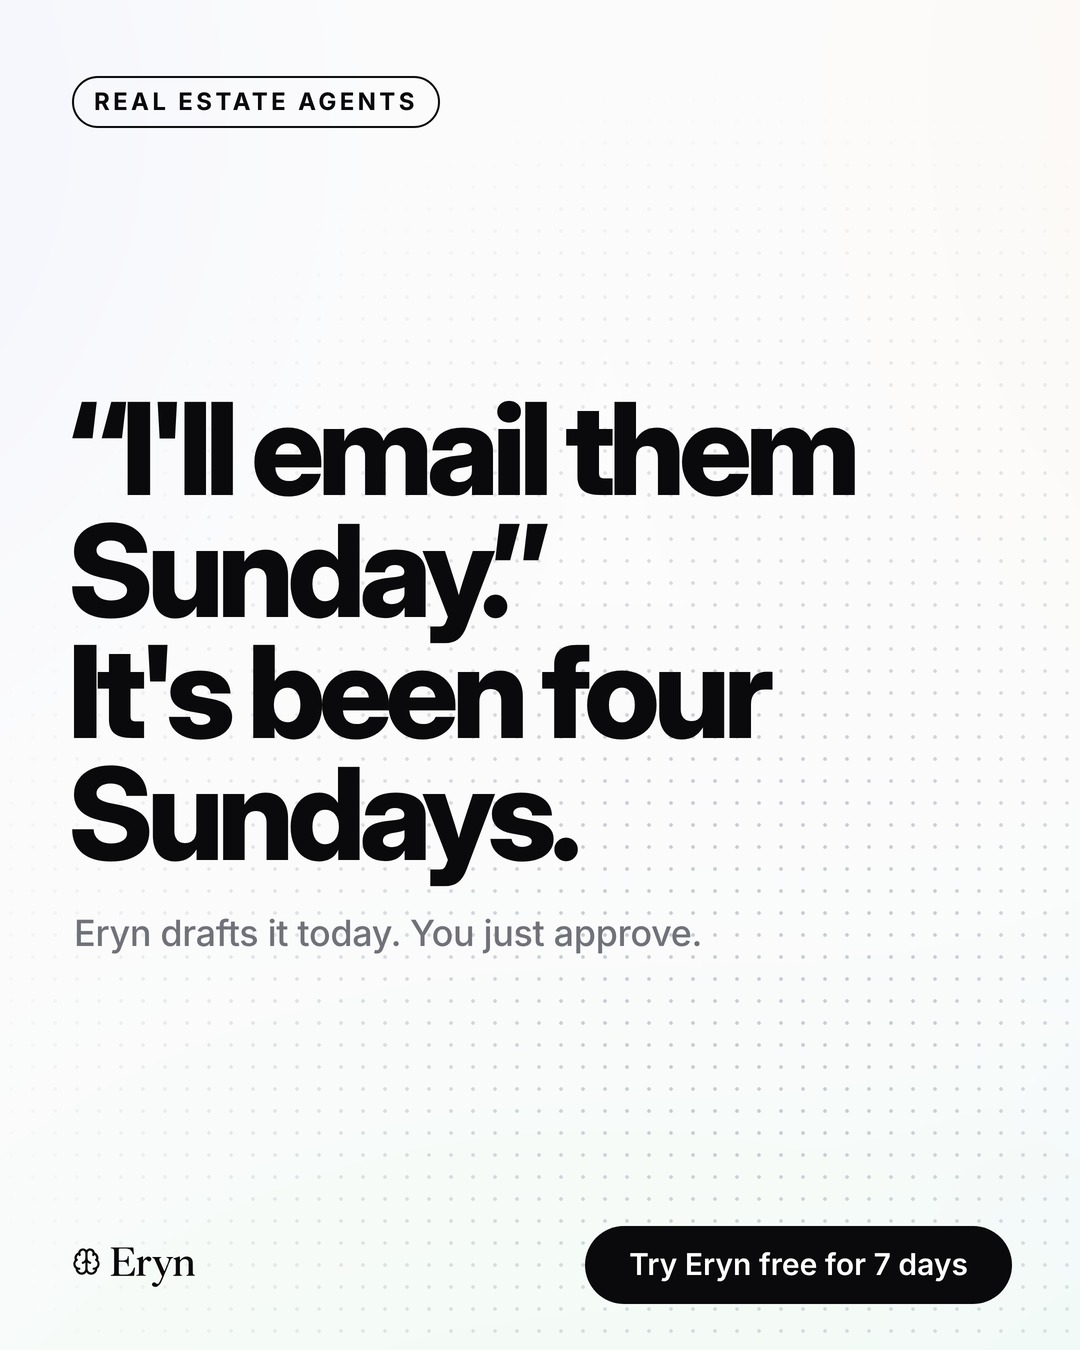 REAL ESTATE AGENTS
“I'll email them
Sunday.”
It's been four
Sundays.
Eryn drafts it today. You just approve.
Eryn
Try Eryn free for 7 days